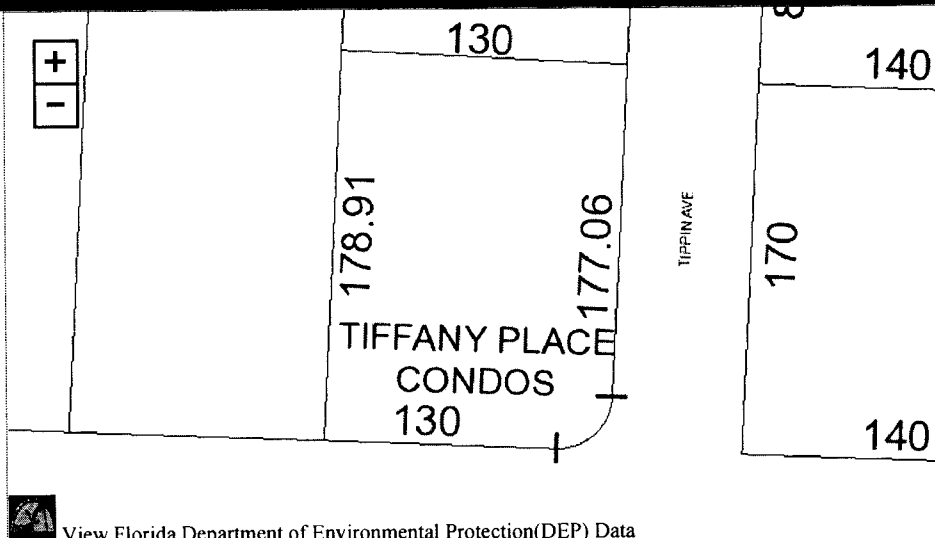 +
130
140
−
178.91
177.06
TIPPIN AVE
170
TIFFANY PLACE
CONDOS
130
140
View Florida Department of Environmental Protection(DEP) Data